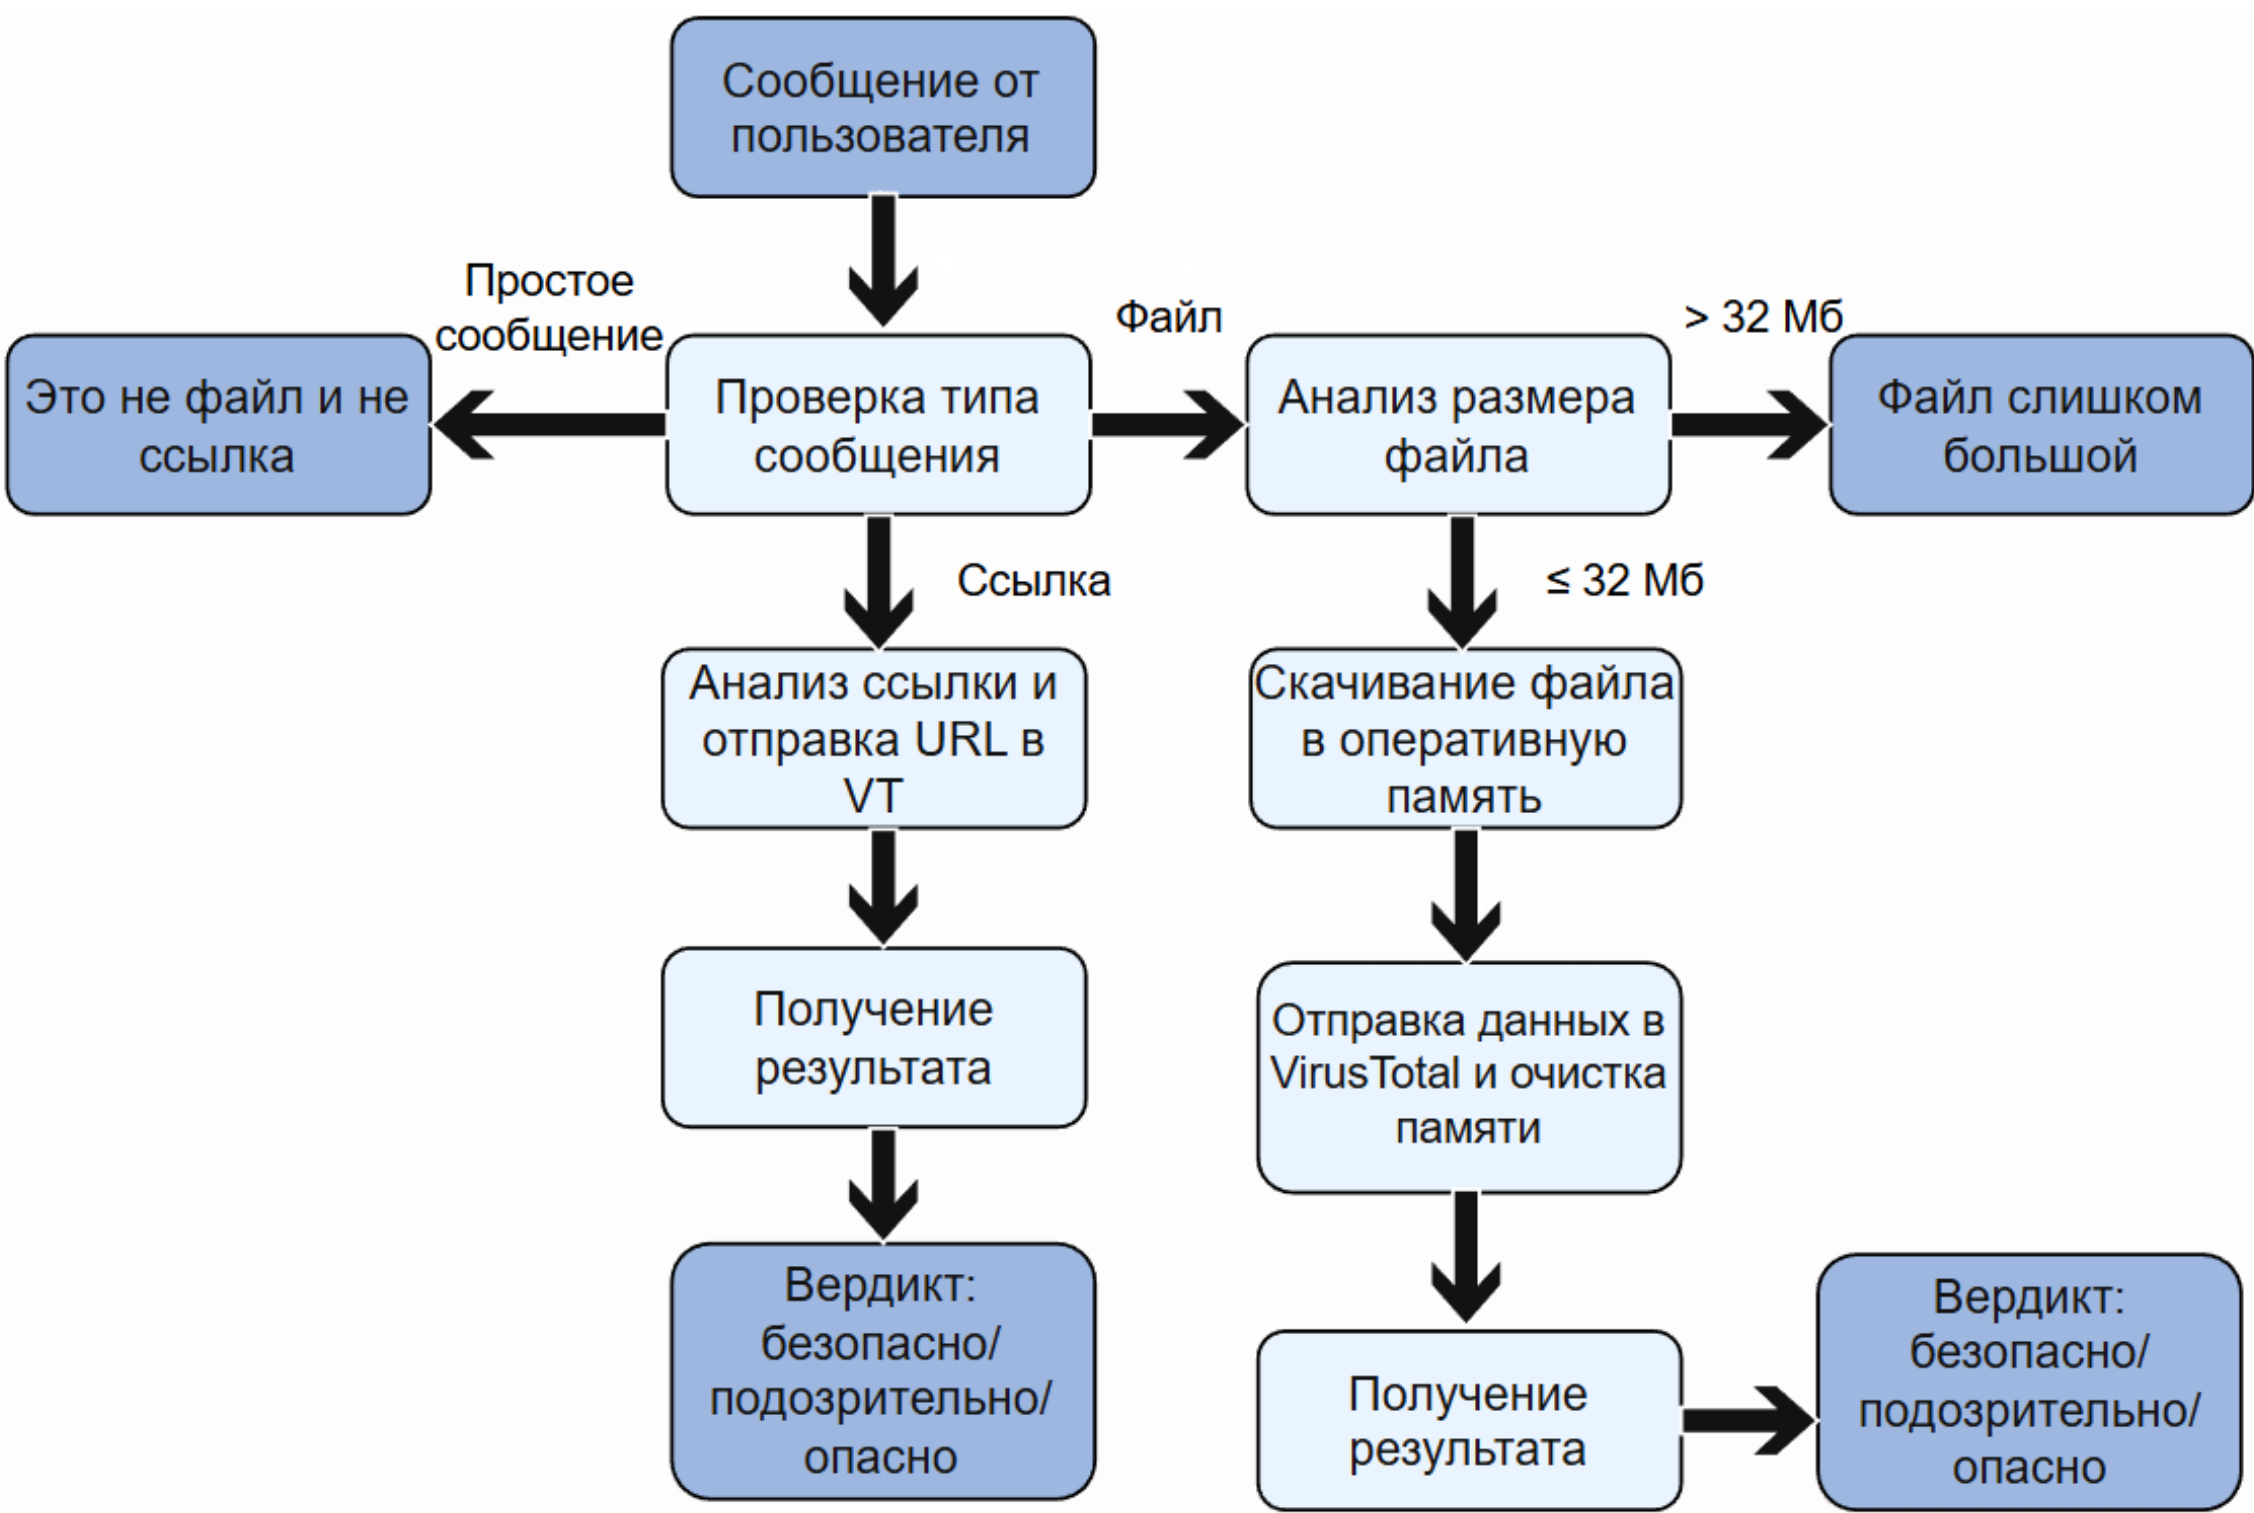 Сообщение от
пользователя
Простое
сообщение
Файл
> 32 Мб
Это не файл и не
ссылка
Проверка типа
сообщения
Анализ размера
файла
Файл слишком
большой
Ссылка
≤ 32 Мб
Анализ ссылки и
отправка URL в
VT
Скачивание файла
в оперативную
память
Получение
результата
Отправка данных в
VirusTotal и очистка
памяти
Вердикт:
безопасно/
подозрительно/
опасно
Получение
результата
Вердикт:
безопасно/
подозрительно/
опасно